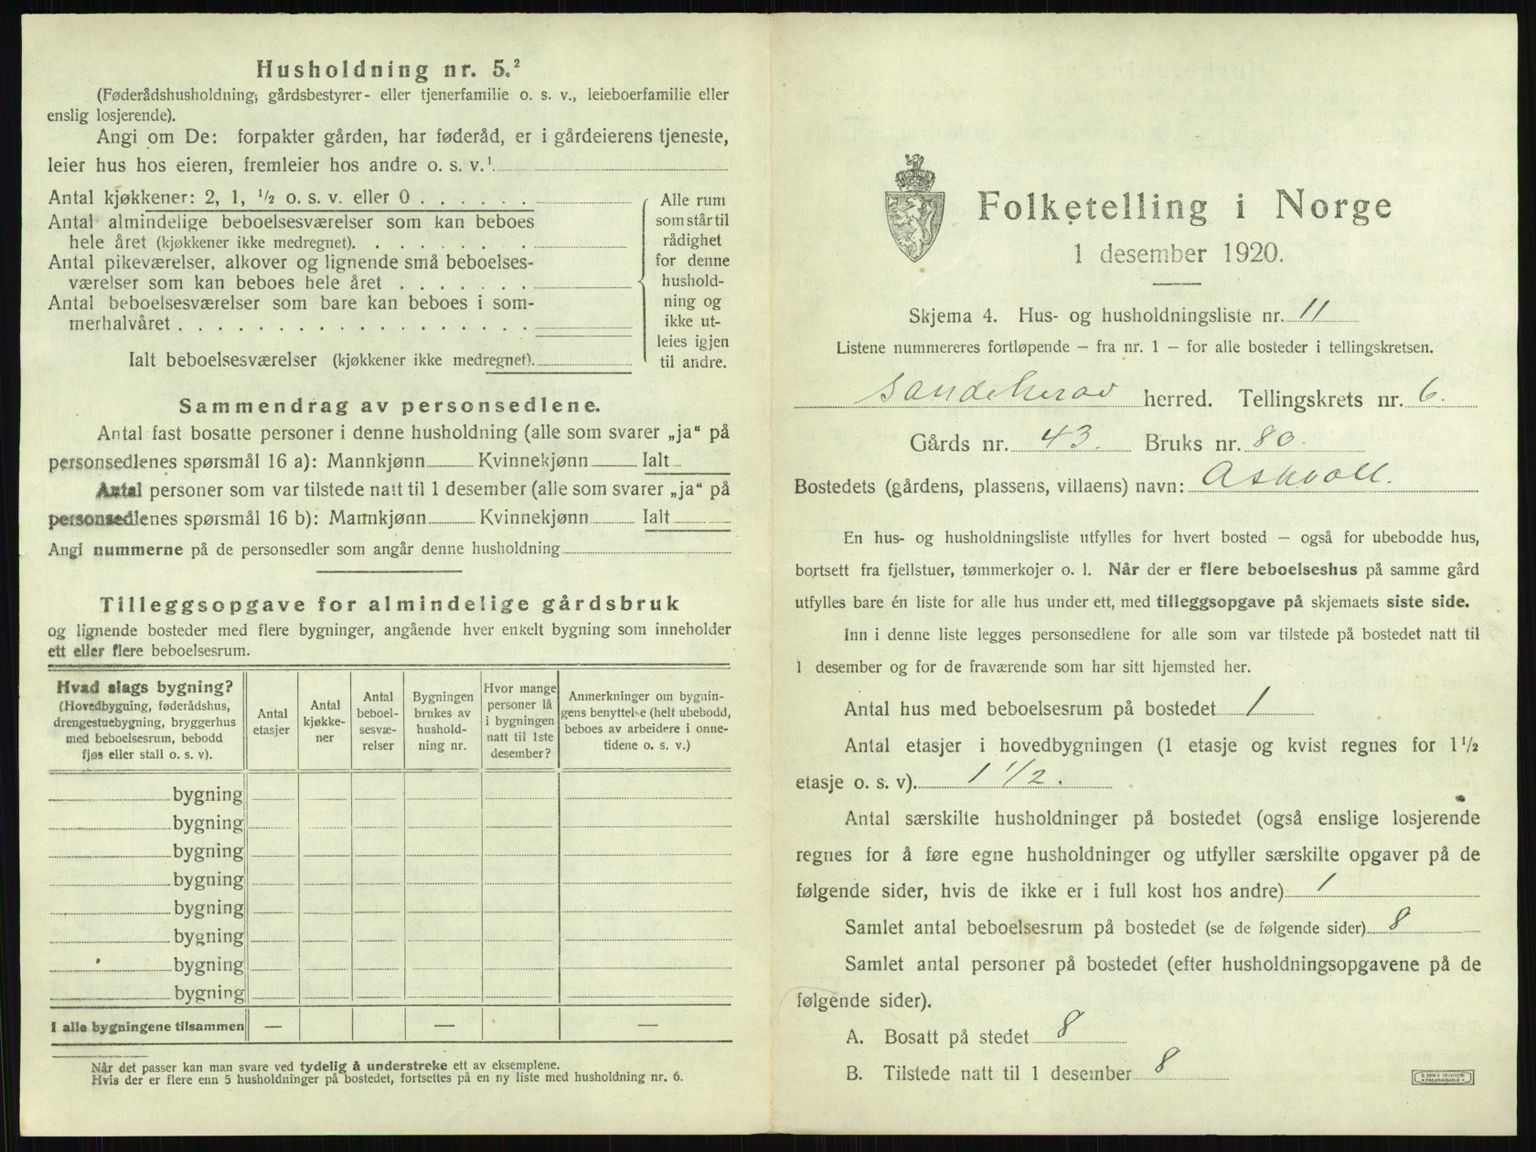 Husholdning nr. 5.²
(Føderådshusholdning, gårdsbestyrer- eller tjenerfamilie o. s. v., leieboerfamilie eller
enslig losjerende).
Angi om De: forpakter gården, har føderåd, er i gårdeierens tjeneste,
leier hus hos eieren, fremleier hos andre o. s. v.¹
Antal kjøkkener: 2, 1, ½ o. s. v. eller 0
Antal almindelige beboelsesværelser som kan beboes
hele året (kjøkkener ikke medregnet).
Antal pikeværelser, alkover og lignende små beboelses-
værelser som kan beboes hele året
Antal beboelsesværelser som bare kan beboes i som-
merhalvåret
Ialt beboelsesværelser (kjøkkener ikke medregnet).
Alle rum
som står til
rådighet
for denne
hushold-
ning og
ikke ut-
leies igjen
til andre.
Sammendrag av personsedlene.
Antal fast bosatte personer i denne husholdning (alle som svarer „ja“ på
personsedlenes spørsmål 16 a): Mannkjønn Kvinnekjønn Ialt
Antal personer som var tilstede natt til 1 desember (alle som svarer „ja“ på
personsedlenes spørsmål 16 b): Mannkjønn Kvinnekjønn Ialt
Angi nummerne på de personsedler som angår denne husholdning
Tilleggsopgave for almindelige gårdsbruk
og lignende bosteder med flere bygninger, angående hver enkelt bygning som inneholder
ett eller flere beboelsesrum.
Hvad slags bygning?
(Hovedbygning, føderådshus,
drengestuebygning, bryggerhus
med beboelsesrum, bebodd
fjøs eller stall o. s. v).
Antal
etasjer
Antal
kjøkke-
ner
Antal
beboel-
sesvæ-
relser
Bygningen
brukes av
hushold-
ning nr.
Hvor mange
personer lå
i bygningen
natt til 1ste
desember?
Anmerkninger om bygnin-
gens benyttelse (helt ubebodd,
beboes av arbeidere i onne-
tidene o. s. v.)
bygning
bygning
bygning
bygning
bygning
bygning
bygning
bygning
I alle bygningene tilsammen — — —
Når det passer kan man svare ved tydelig å understreke ett av eksemplene.
Hvis der er flere enn 5 husholdninger på bostedet, fortsettes på en ny liste med husholdning nr. 6.
Folketelling i Norge
1 desember 1920.
Skjema 4. Hus- og husholdningsliste nr. 11
Listene nummereres fortløpende – fra nr. 1 – for alle bosteder i tellingskretsen.
Sandeherad herred. Tellingskrets nr. 6.
Gårds nr. 43. Bruks nr. 80.
Bostedets (gårdens, plassens, villaens) navn: Askvoll.
En hus- og husholdningsliste utfylles for hvert bosted – også for ubebodde hus,
bortsett fra fjellstuer, tømmerkojer o. l. Når der er flere beboelseshus på samme gård
utfylles bare én liste for alle hus under ett, med tilleggsopgave på skjemaets siste side.
Inn i denne liste legges personsedlene for alle som var tilstede på bostedet natt til
1 desember og for de fraværende som har sitt hjemsted her.
Antal hus med beboelsesrum på bostedet 1
Antal etasjer i hovedbygningen (1 etasje og kvist regnes for 1½
etasje o. s. v). 1 1/2.
Antal særskilte husholdninger på bostedet (også enslige losjerende
regnes for å føre egne husholdninger og utfyller særskilte opgaver på de
følgende sider, hvis de ikke er i full kost hos andre) 1
Samlet antal beboelsesrum på bostedet (se de følgende sider) 8
Samlet antal personer på bostedet (efter husholdningsopgavene på de
følgende sider).
A. Bosatt på stedet 8
B. Tilstede natt til 1 desember 8